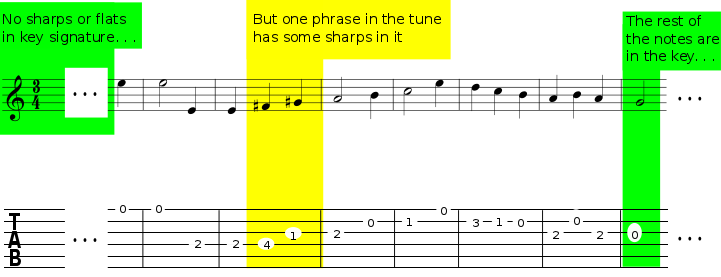 No sharps or flats
in key signature. . .
But one phrase in the tune
has some sharps in it
The rest of
the notes are
in the key. . .
3
4
. . .
. . .
T
A
B
. . .
0 0 2 2 4 1 2 0 1 0 3 1 0 2 0 2 0
. . .